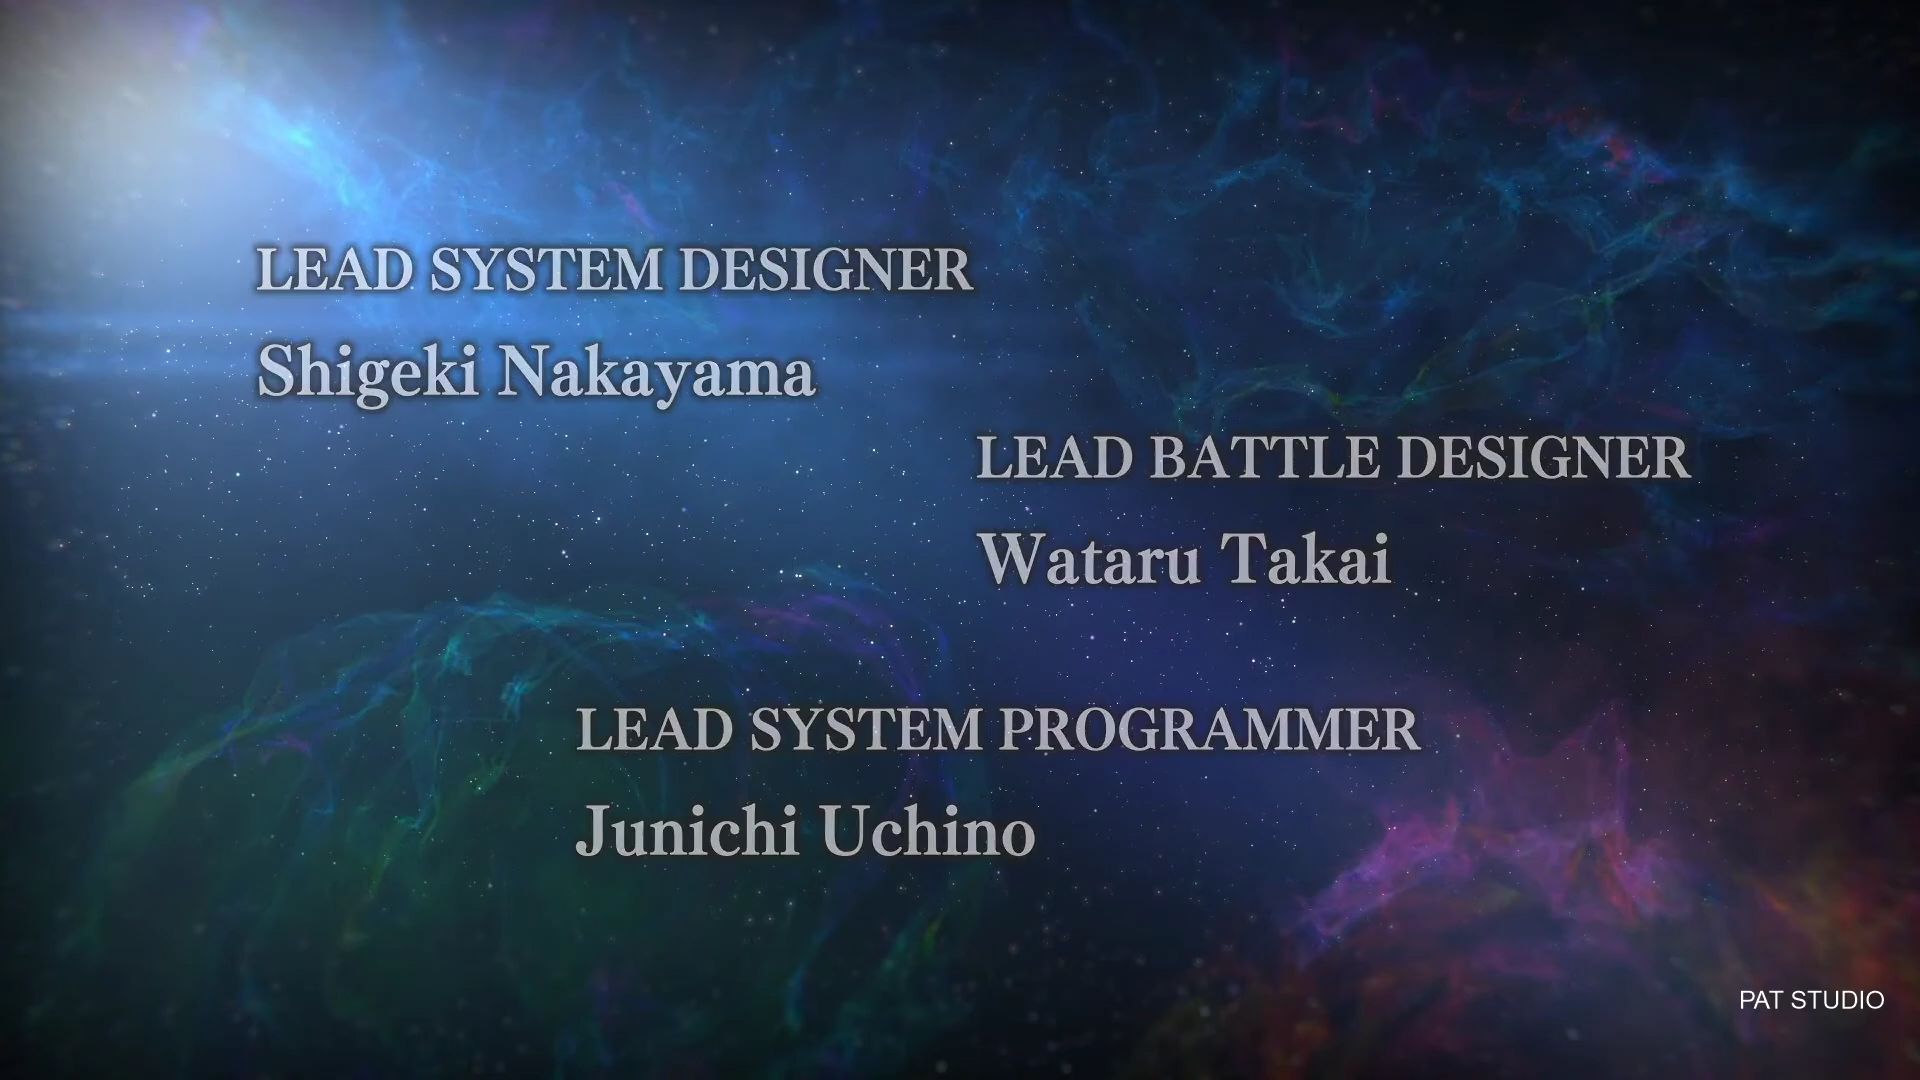 LEAD SYSTEM DESIGNER
Shigeki Nakayama
LEAD BATTLE DESIGNER
Wataru Takai
LEAD SYSTEM PROGRAMMER
Junichi Uchino
PAT STUDIO